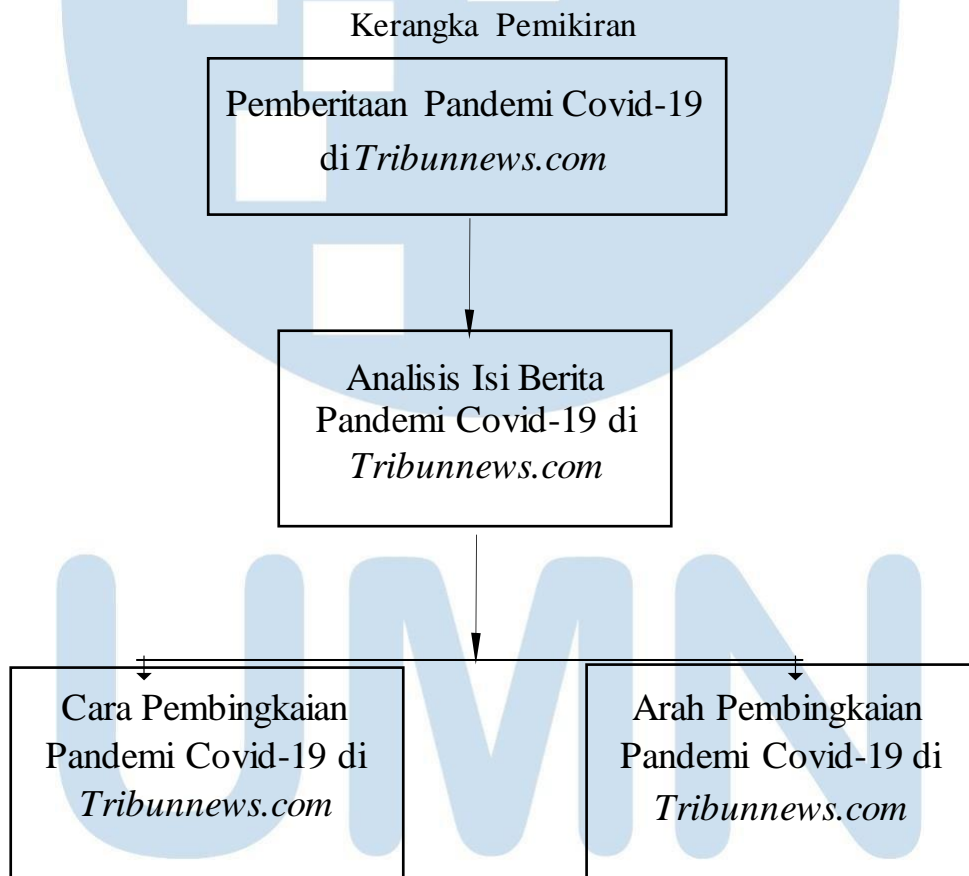 Kerangka Pemikiran
Pemberitaan Pandemi Covid-19
di Tribunnews.com
Analisis Isi Berita
Pandemi Covid-19 di
Tribunnews.com
Cara Pembingkaian
Pandemi Covid-19 di
Tribunnews.com
Arah Pembingkaian
Pandemi Covid-19 di
Tribunnews.com
UMN